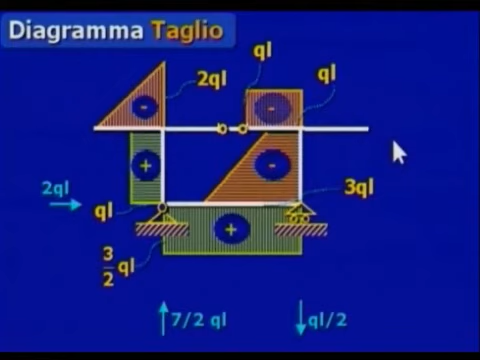 Diagramma Taglio
ql
ql
2ql
-
-
+
-
2ql
3ql
ql
+
3/2 ql
7/2 ql
ql/2